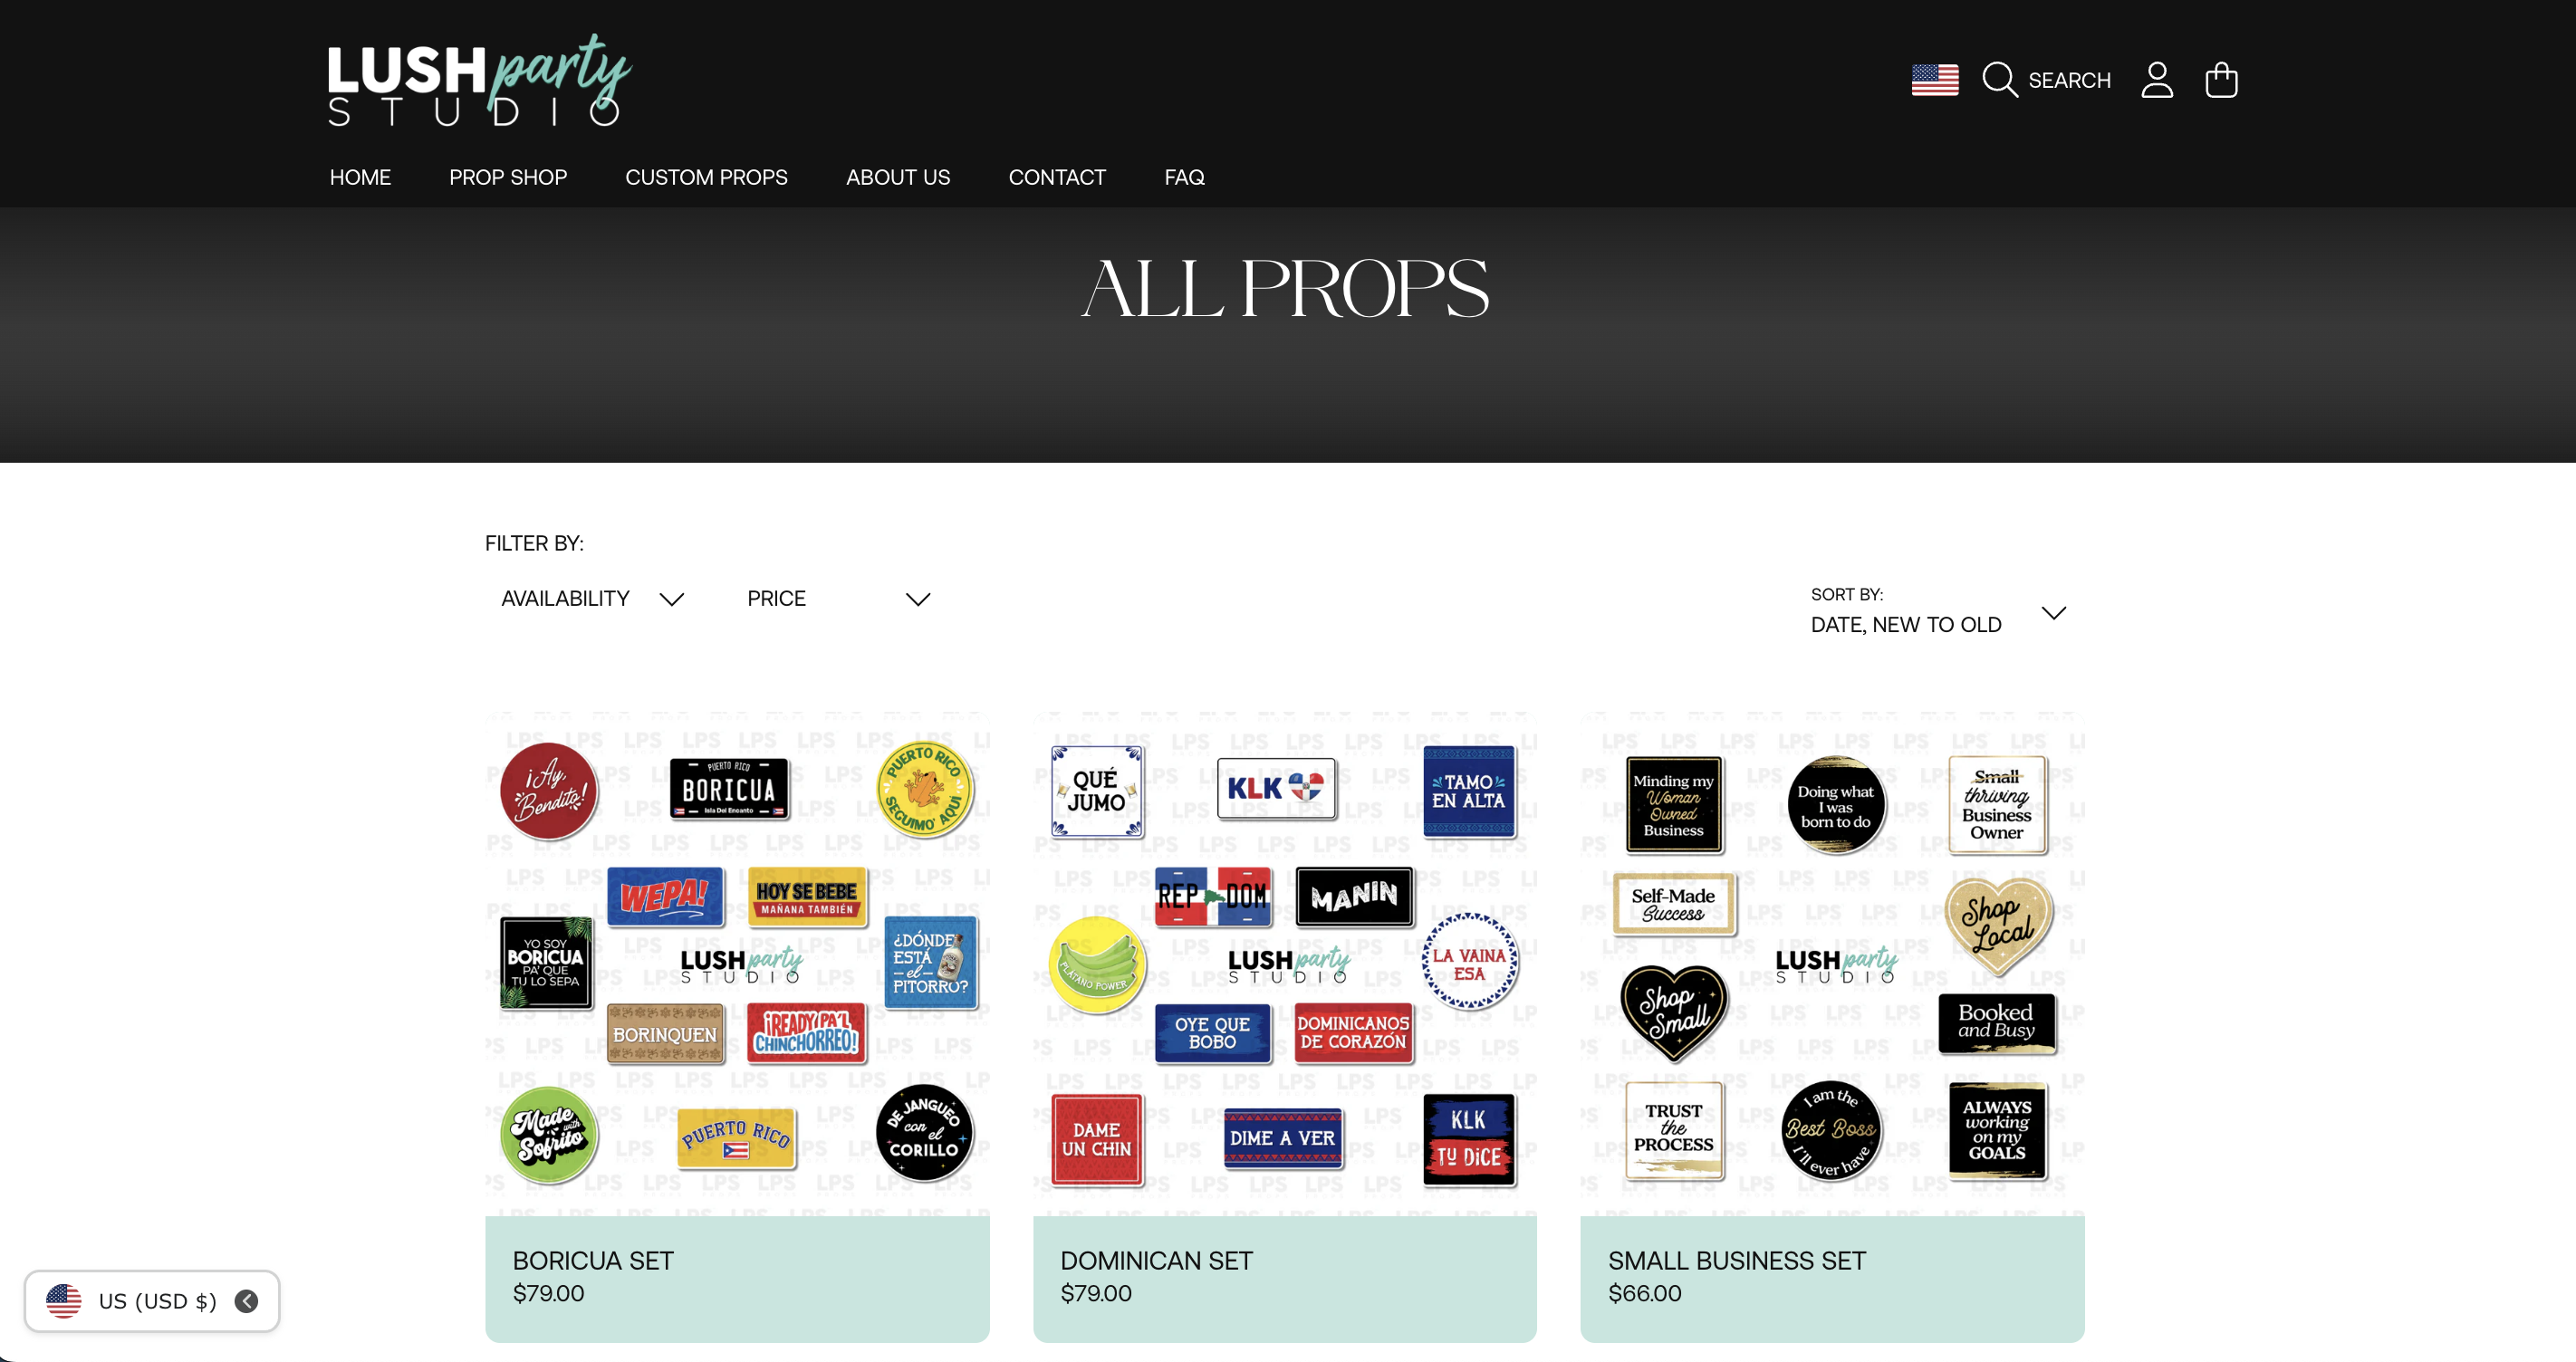 LUSH party
STUDIO
SEARCH
HOME
PROP SHOP
CUSTOM PROPS
ABOUT US
CONTACT
FAQ
ALL PROPS
FILTER BY:
AVAILABILITY
PRICE
SORT BY:
DATE, NEW TO OLD
¡Ay,
Bendito!
PUERTO RICO
BORICUA
Isla Del Encanto
PUERTO RICO
SEGUIMO' AQUI
WEPA!
HOY SE BEBE
MAÑANA TAMBIÉN
YO SOY
BORICUA
PA' QUE
TU LO SEPA
LUSH party
STUDIO
¿DÓNDE
ESTÁ
el
PITORRO?
BORINQUEN
¡READY PA'L
CHINCHORREO!
Made
with
Sofrito
PUERTO RICO
DE JANGUEO
con el
CORILLO
BORICUA SET
$79.00
QUÉ
JUMO
KLK
TAMO
EN ALTA
REP DOM
MANIN
PLÁTANO POWER
LUSH party
STUDIO
LA VAINA
ESA
OYE QUE
BOBO
DOMINICANOS
DE CORAZÓN
DAME
UN CHIN
DIME A VER
KLK
TU DiCE
DOMINICAN SET
$79.00
Minding my
Woman
Owned
Business
Doing what
I was
born to do
Small
thriving
Business
Owner
Self-Made
Success
Shop
Local
LUSH party
STUDIO
Shop
Small
Booked
and Busy
TRUST
the
PROCESS
I am the
Best Boss
I'll ever have
ALWAYS
working
on my
GOALS
SMALL BUSINESS SET
$66.00
US (USD $)